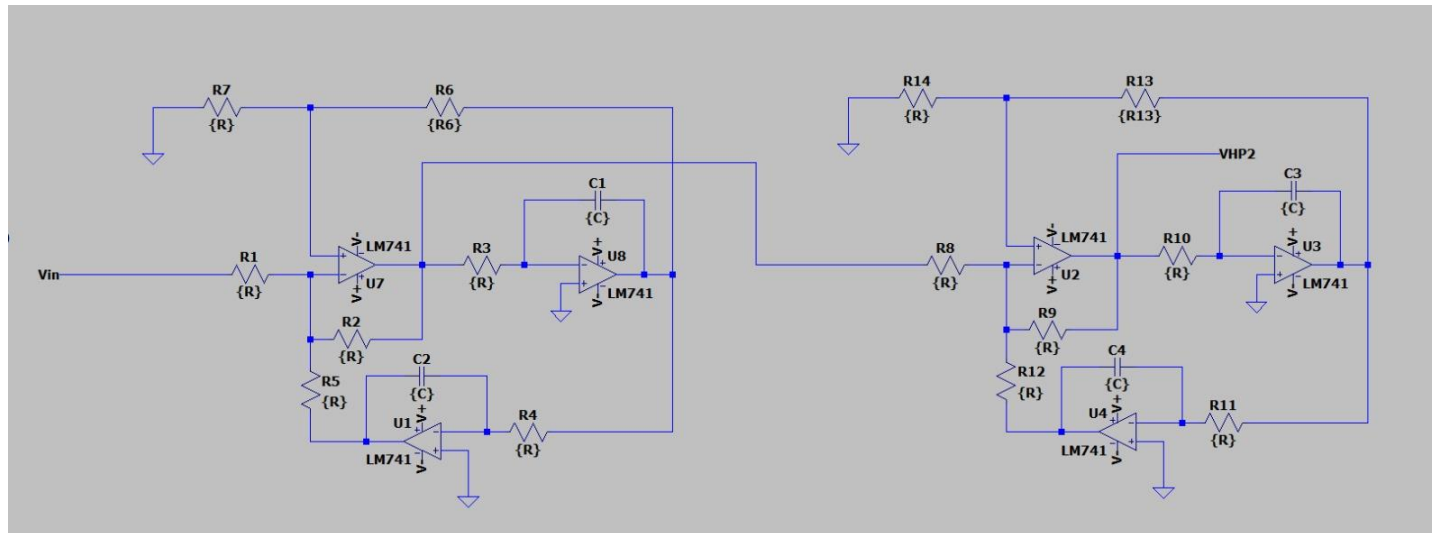 R7
{R}
R6
{R6}
R14
{R}
R13
{R13}
VHP2
C1
{C}
C3
{C}
Vin
R1
{R}
V-
LM741
U7
V+
R3
{R}
V+
U8
LM741
V-
R8
{R}
V-
LM741
U2
V+
R10
{R}
V+
U3
LM741
V-
R2
{R}
R9
{R}
R5
{R}
C2
{C}
U1
V+
LM741
V-
R4
{R}
R12
{R}
C4
{C}
U4
V+
LM741
V-
R11
{R}